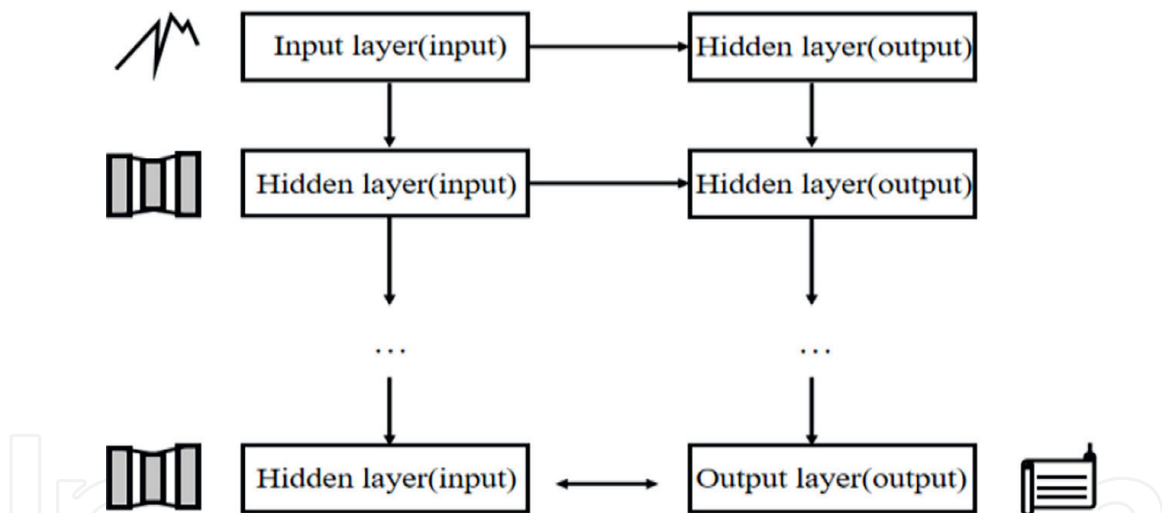 Input layer(input)
Hidden layer(output)
Hidden layer(input)
Hidden layer(output)
...
...
Hidden layer(input)
Output layer(output)